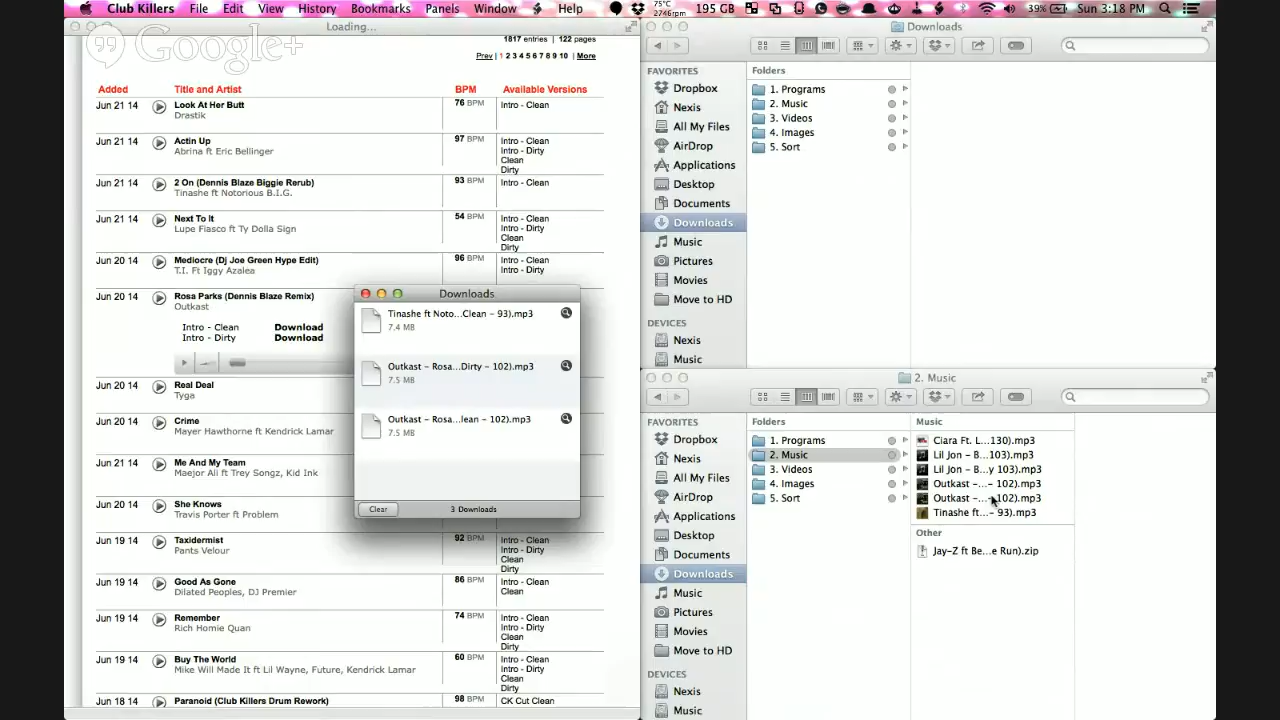 Club Killers File Edit View History Bookmarks Panels Window Help 75°C 2746rpm 195 GB 39% Sun 3:18 PM
Loading...
Google+
1817 entries | 122 pages
Prev | 1 2 3 4 5 6 7 8 9 10 | More
Added Title and Artist BPM Available Versions
Jun 21 14 Look At Her Butt 76 BPM Intro - Clean
Drastik
Jun 21 14 Actin Up 97 BPM Intro - Clean
Abrina ft Eric Bellinger Intro - Dirty
Clean
Dirty
Jun 21 14 2 On (Dennis Blaze Biggie Rerub) 93 BPM Intro - Clean
Tinashe ft Notorious B.I.G.
Jun 21 14 Next To It 54 BPM Intro - Clean
Lupe Fiasco ft Ty Dolla Sign Intro - Dirty
Clean
Dirty
Jun 20 14 Mediocre (Dj Joe Green Hype Edit) 96 BPM Intro - Clean
T.I. Ft Iggy Azalea Intro - Dirty
Jun 20 14 Rosa Parks (Dennis Blaze Remix)
Outkast
Intro - Clean Download
Intro - Dirty Download
Jun 20 14 Real Deal
Tyga
Jun 20 14 Crime
Mayer Hawthorne ft Kendrick Lamar
Jun 21 14 Me And My Team
Maejor Ali ft Trey Songz, Kid Ink
Jun 20 14 She Knows
Travis Porter ft Problem
Jun 19 14 Taxidermist 92 BPM Intro - Clean
Pants Velour Intro - Dirty
Clean
Dirty
Jun 19 14 Good As Gone 86 BPM Intro - Clean
Dilated Peoples, DJ Premier Clean
Jun 19 14 Remember 74 BPM Intro - Clean
Rich Homie Quan Intro - Dirty
Clean
Dirty
Jun 19 14 Buy The World 60 BPM Intro - Clean
Mike Will Made It ft Lil Wayne, Future, Kendrick Lamar Intro - Dirty
Clean
Dirty
Jun 18 14 Paranoid (Club Killers Drum Rework) 98 BPM CK Cut Clean
Downloads
Tinashe ft Noto...Clean - 93).mp3
7.4 MB
Outkast - Rosa...Dirty - 102).mp3
7.5 MB
Outkast - Rosa...lean - 102).mp3
7.5 MB
Clear 3 Downloads
Downloads
FAVORITES
Dropbox
Nexis
All My Files
AirDrop
Applications
Desktop
Documents
Downloads
Music
Pictures
Movies
Move to HD
DEVICES
Nexis
Music
Folders
1. Programs
2. Music
3. Videos
4. Images
5. Sort
2. Music
FAVORITES
Dropbox
Nexis
All My Files
AirDrop
Applications
Desktop
Documents
Downloads
Music
Pictures
Movies
Move to HD
DEVICES
Nexis
Music
Folders
1. Programs
2. Music
3. Videos
4. Images
5. Sort
Music
Ciara Ft. L...130).mp3
Lil Jon - B...103).mp3
Lil Jon - B...y 103).mp3
Outkast -...- 102).mp3
Outkast -...-102).mp3
Tinashe ft...- 93).mp3
Other
Jay-Z ft Be...e Run).zip